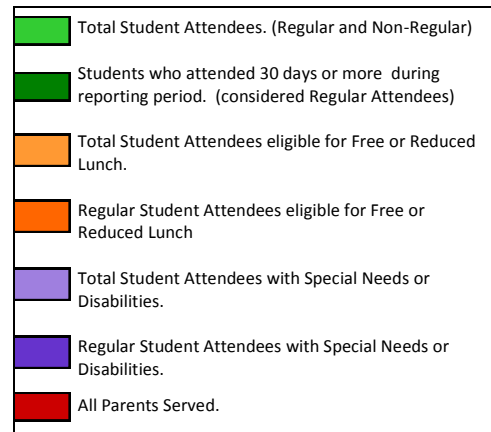 Total Student Attendees. (Regular and Non-Regular)
Students who attended 30 days or more  during
reporting period.  (considered Regular Attendees)
Total Student Attendees eligible for Free or Reduced
Lunch.
Regular Student Attendees eligible for Free or
Reduced Lunch
Total Student Attendees with Special Needs or
Disabilities.
Regular Student Attendees with Special Needs or
Disabilities.
All Parents Served.